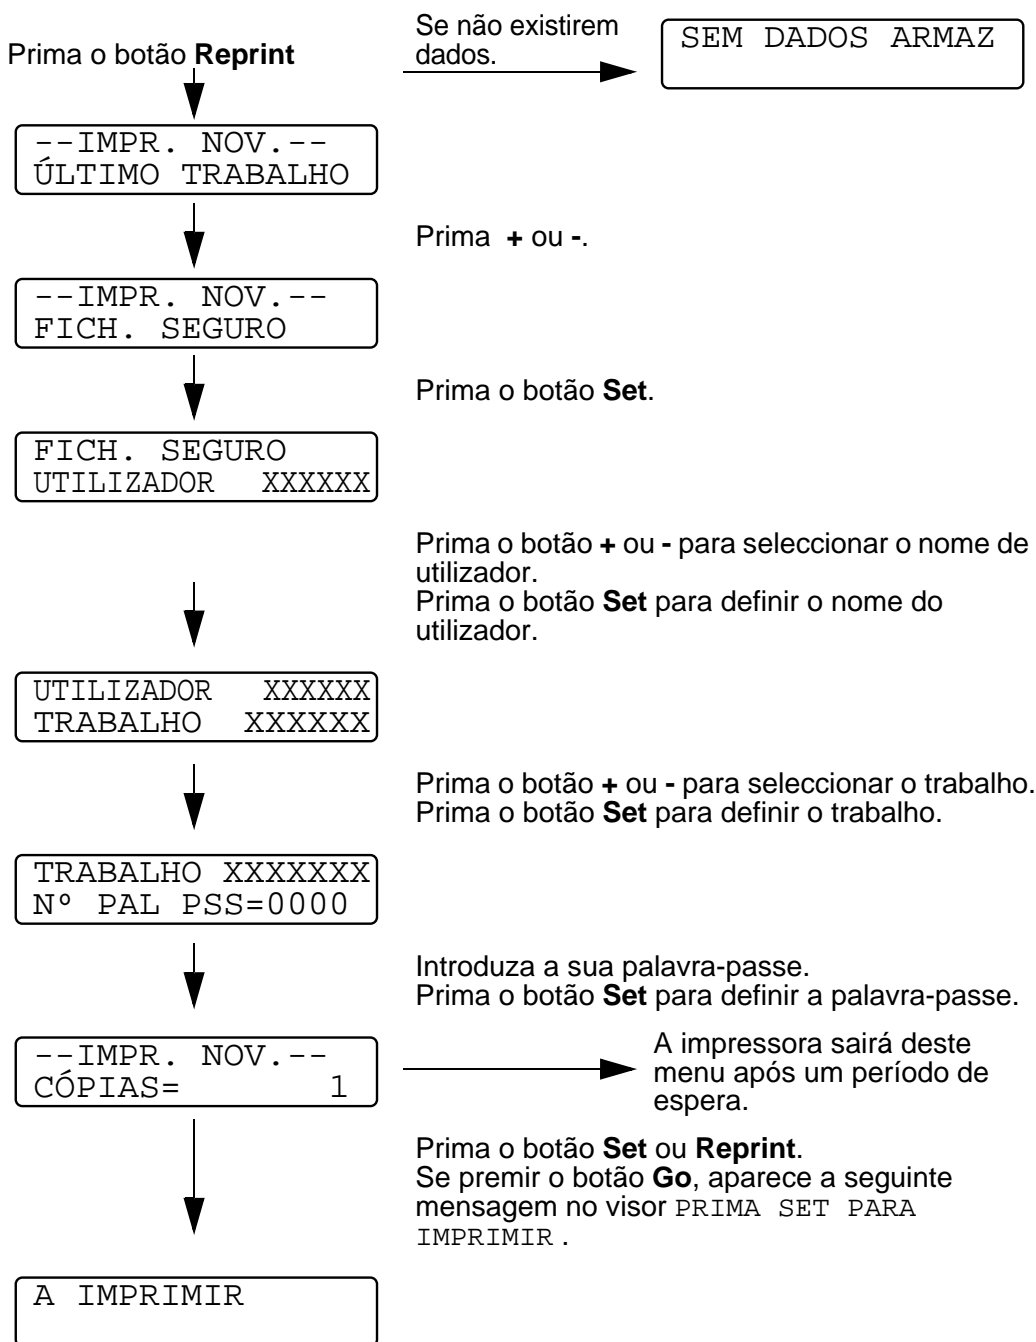 Prima o botão Reprint
Se não existirem
dados.
SEM DADOS ARMAZ
--IMPR. NOV.--
ÚLTIMO TRABALHO
Prima + ou -.
--IMPR. NOV.--
FICH. SEGURO
Prima o botão Set.
FICH. SEGURO
UTILIZADOR XXXXXX
Prima o botão + ou - para seleccionar o nome de
utilizador.
Prima o botão Set para definir o nome do
utilizador.
UTILIZADOR XXXXXX
TRABALHO XXXXXX
Prima o botão + ou - para seleccionar o trabalho.
Prima o botão Set para definir o trabalho.
TRABALHO XXXXXXX
Nº PAL PSS=0000
Introduza a sua palavra-passe.
Prima o botão Set para definir a palavra-passe.
--IMPR. NOV.--
CÓPIAS= 1
A impressora sairá deste
menu após um período de
espera.
Prima o botão Set ou Reprint.
Se premir o botão Go, aparece a seguinte
mensagem no visor PRIMA SET PARA
IMPRIMIR.
A IMPRIMIR